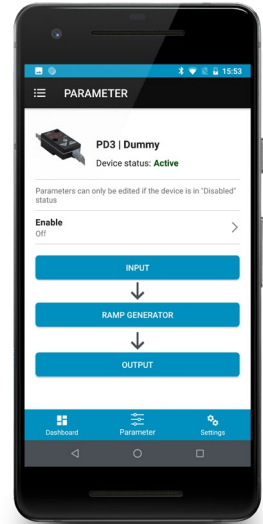 15:53
PARAMETER
PD3 | Dummy
Device status: Active
Parameters can only be edited if the device is in "Disabled"
status
Enable
Off
INPUT
RAMP GENERATOR
OUTPUT
Dashboard Parameter Settings